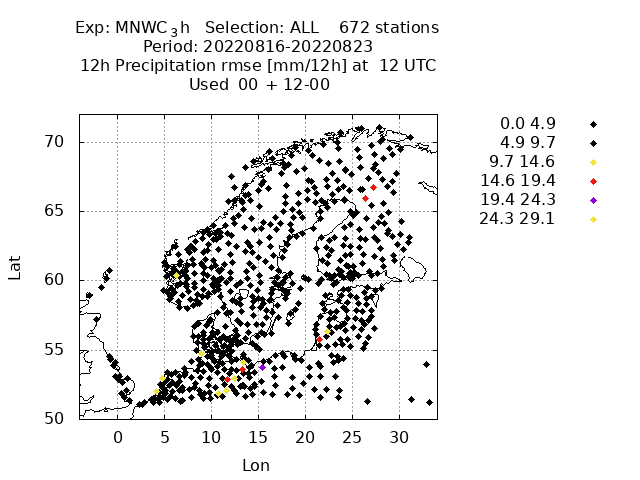 Exp: MNWC_3h Selection: ALL 672 stations
Period: 20220816-20220823
12h Precipitation rmse [mm/12h] at 12 UTC
Used 00 + 12-00
0.0 4.9
4.9 9.7
9.7 14.6
14.6 19.4
19.4 24.3
24.3 29.1
70
65
60
55
50
Lat
0 5 10 15 20 25 30
Lon